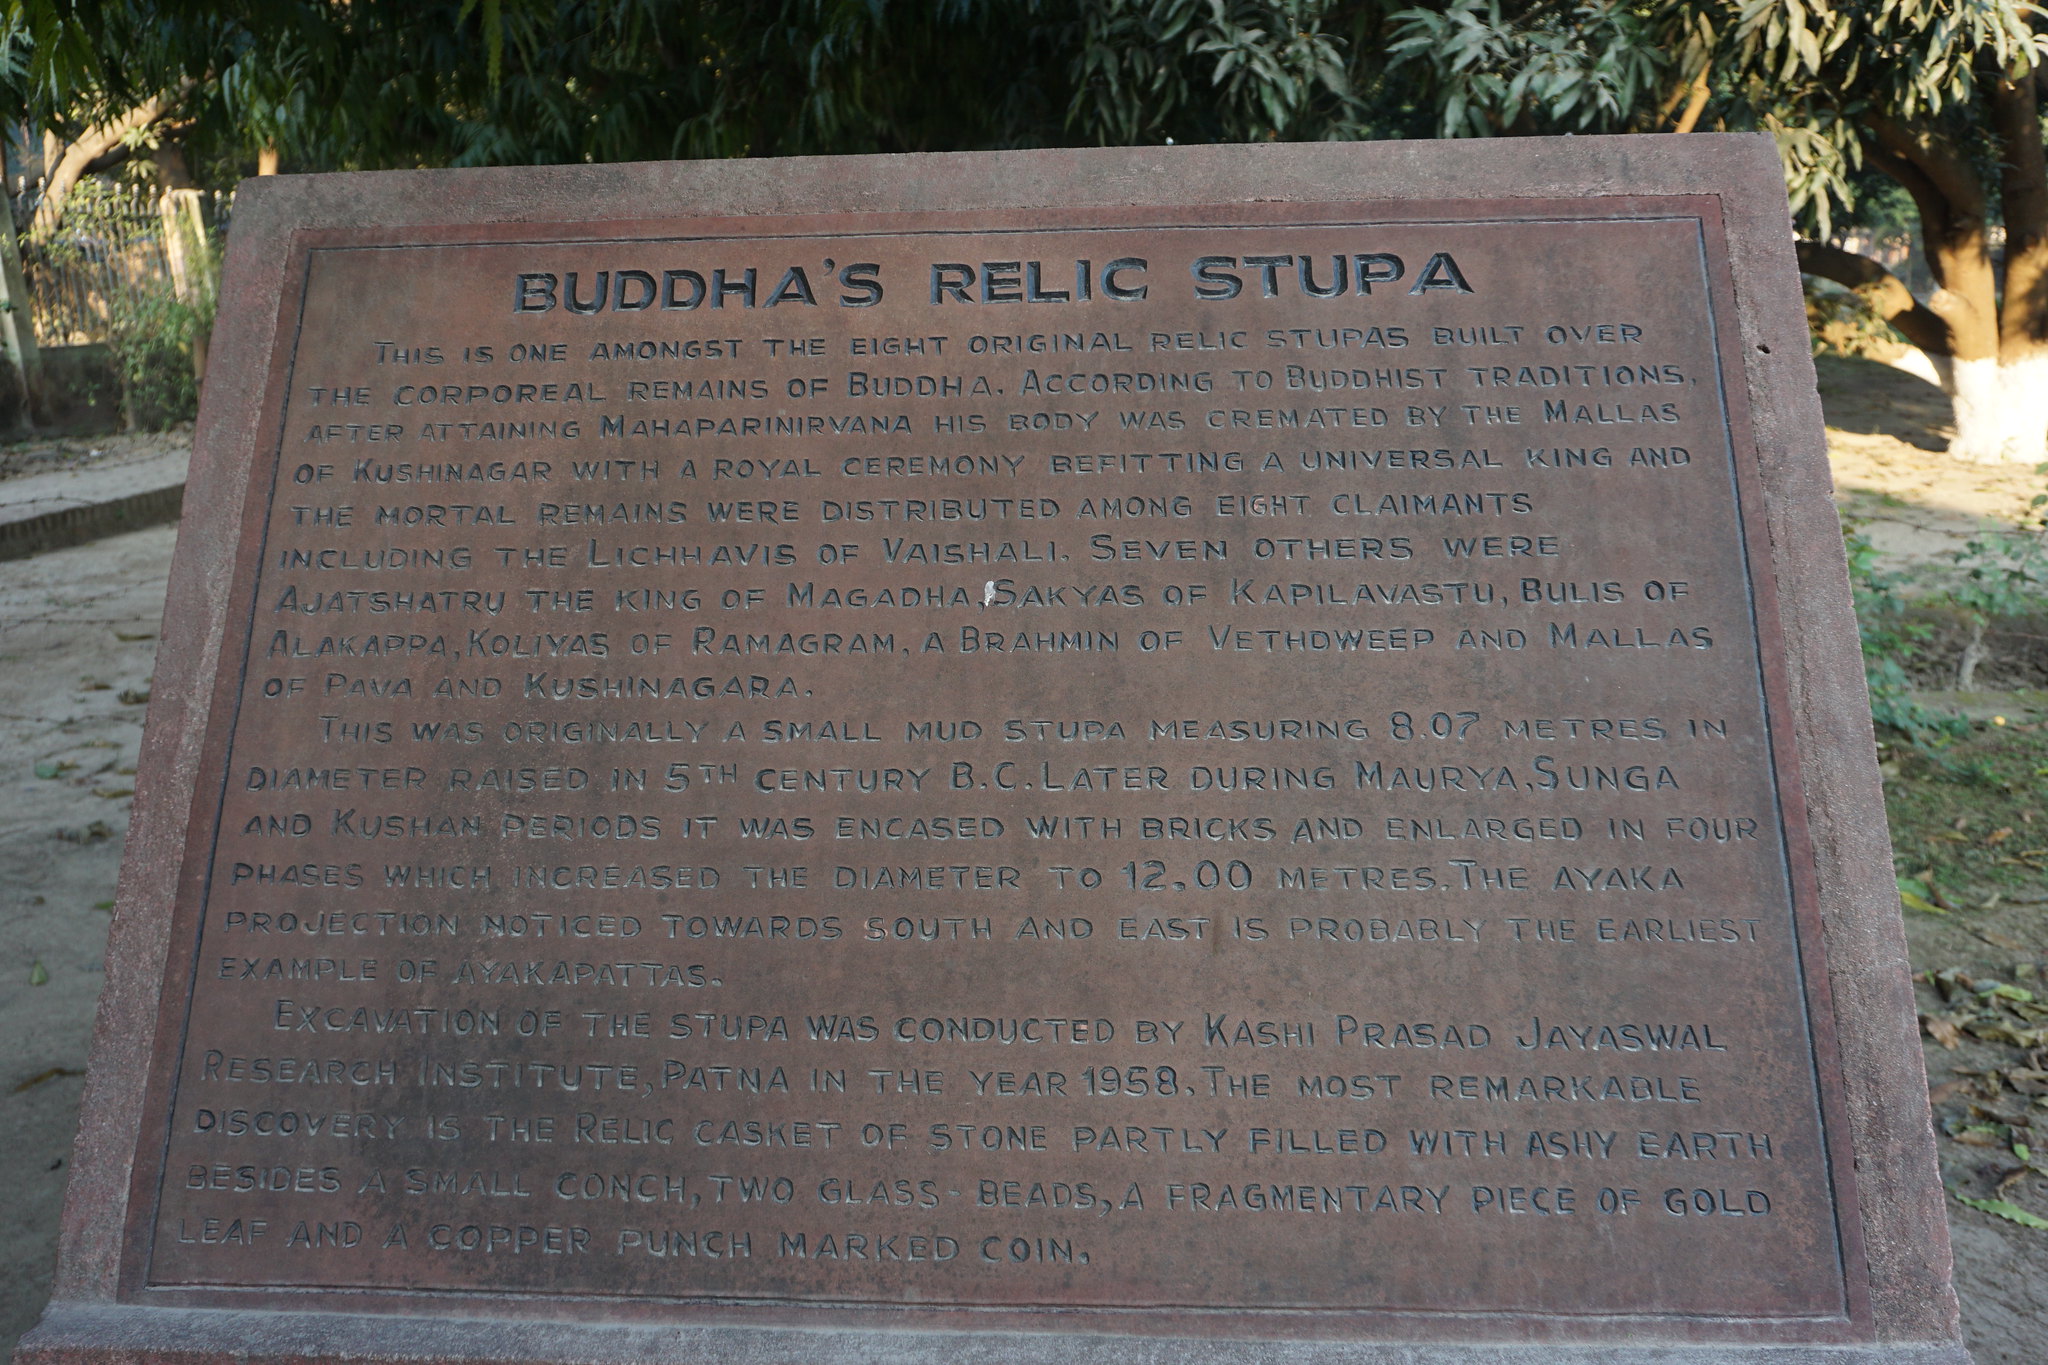 BUDDHA'S RELIC STUPA
THIS IS ONE AMONGST THE EIGHT ORIGINAL RELIC STUPAS BUILT OVER
THE CORPOREAL REMAINS OF BUDDHA. ACCORDING TO BUDDHIST TRADITIONS,
AFTER ATTAINING MAHAPARINIRVANA HIS BODY WAS CREMATED BY THE MALLAS
OF KUSHINAGAR WITH A ROYAL CEREMONY BEFITTING A UNIVERSAL KING AND
THE MORTAL REMAINS WERE DISTRIBUTED AMONG EIGHT CLAIMANTS
INCLUDING THE LICHHAVIS OF VAISHALI. SEVEN OTHERS WERE
AJATSHATRU THE KING OF MAGADHA, SAKYAS OF KAPILAVASTU, BULIS OF
ALAKAPPA, KOLIYAS OF RAMAGRAM, A BRAHMIN OF VETHDWEEP AND MALLAS
OF PAVA AND KUSHINAGARA.
THIS WAS ORIGINALLY A SMALL MUD STUPA MEASURING 8.07 METRES IN
DIAMETER RAISED IN 5TH CENTURY B.C. LATER DURING MAURYA, SUNGA
AND KUSHAN PERIODS IT WAS ENCASED WITH BRICKS AND ENLARGED IN FOUR
PHASES WHICH INCREASED THE DIAMETER TO 12.00 METRES. THE AYAKA
PROJECTION NOTICED TOWARDS SOUTH AND EAST IS PROBABLY THE EARLIEST
EXAMPLE OF AYAKAPATTAS.
EXCAVATION OF THE STUPA WAS CONDUCTED BY KASHI PRASAD JAYASWAL
RESEARCH INSTITUTE, PATNA IN THE YEAR 1958. THE MOST REMARKABLE
DISCOVERY IS THE RELIC CASKET OF STONE PARTLY FILLED WITH ASHY EARTH
BESIDES A SMALL CONCH, TWO GLASS-BEADS, A FRAGMENTARY PIECE OF GOLD
LEAF AND A COPPER PUNCH MARKED COIN.